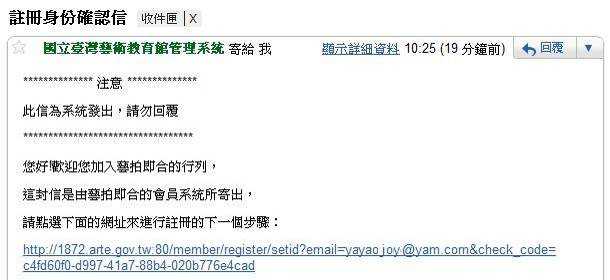 註冊身份確認信 收件匣 | X
國立臺灣藝術教育館管理系統 寄給 我 顯示詳細資料 10:25 (19 分鐘前) 回覆
************** 注意 **************
此信為系統發出，請勿回覆
**********************************
您好!歡迎您加入藝拍即合的行列，
這封信是由藝拍即合的會員系統所寄出，
請點選下面的網址來進行註冊的下一個步驟：
http://1872.arte.gov.tw:80/member/register/setid?email=yayaojoy@yam.com&check_code=
c4fd60f0-d997-41a7-88b4-020b776e4cad